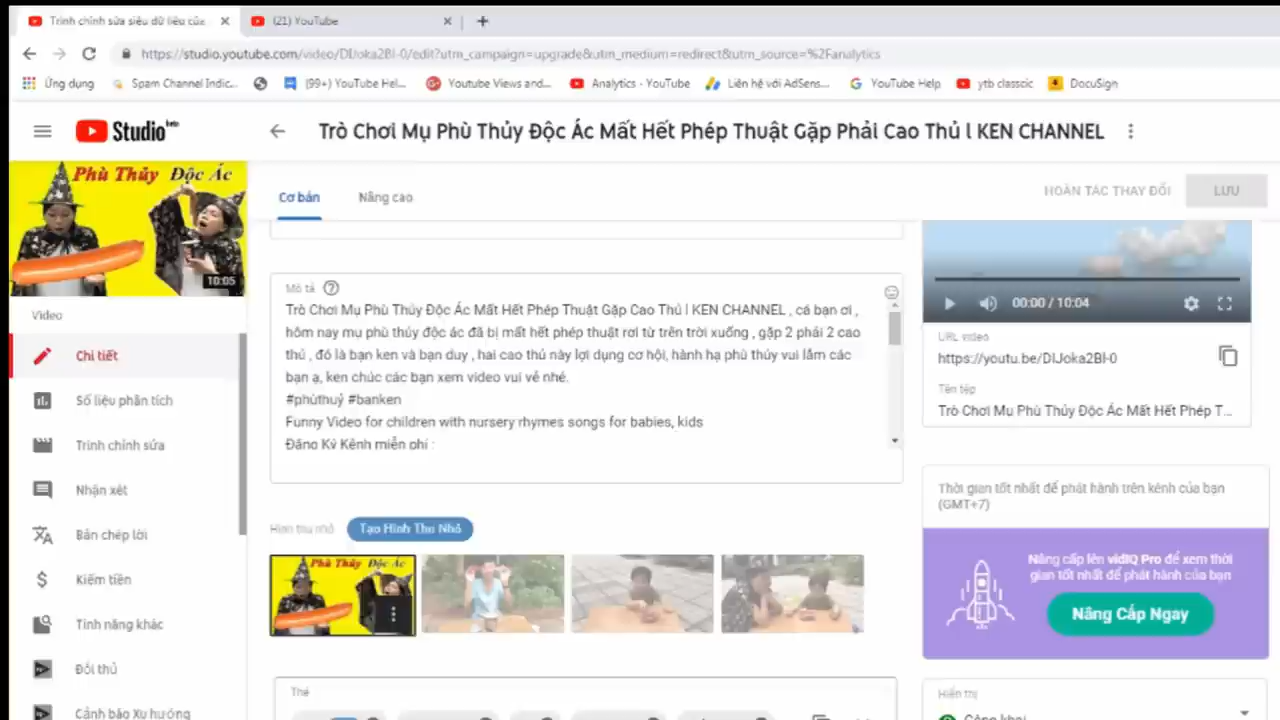 Trình chỉnh sửa siêu dữ liệu của
(21) YouTube
https://studio.youtube.com/video/DIJoka2BI-0/edit?utm_campaign=upgrade&utm_medium=redirect&utm_source=%2Fanalytics
Ứng dụng
Spam Channel Indic...
(99+) YouTube Hel...
Youtube Views and...
Analytics - YouTube
Liên hệ với AdSens...
YouTube Help
ytb classcic
DocuSign
Studio beta
Trò Chơi Mụ Phù Thủy Độc Ác Mất Hết Phép Thuật Gặp Phải Cao Thủ l KEN CHANNEL
Phù Thủy Độc Ác
10:05
Cơ bản
Nâng cao
HOÀN TÁC THAY ĐỔI
LƯU
Video
Chi tiết
Số liệu phân tích
Trình chỉnh sửa
Nhận xét
Bản chép lời
Kiếm tiền
Tính năng khác
Đối thủ
Cảnh báo Xu hướng
Mô tả
Trò Chơi Mụ Phù Thủy Độc Ác Mất Hết Phép Thuật Gặp Cao Thủ l KEN CHANNEL , cá bạn ơi ,
hôm nay mụ phù thủy độc ác đã bị mất hết phép thuật rơi từ trên trời xuống , gặp 2 phải 2 cao
thủ , đó là bạn ken và bạn duy , hai cao thủ này lợi dụng cơ hội, hành hạ phù thủy vui lắm các
bạn ạ, ken chúc các bạn xem video vui vẻ nhé.
#phùthuỷ #banken
Funny Video for children with nursery rhymes songs for babies, kids
Đăng Ký Kênh miễn phí :
Hình thu nhỏ
Tạo Hình Thu Nhỏ
Phù Thủy Độc Ác
Thẻ
00:00 / 10:04
URL video
https://youtu.be/DIJoka2BI-0
Tên tệp
Trò Chơi Mụ Phù Thủy Độc Ác Mất Hết Phép T...
Thời gian tốt nhất để phát hành trên kênh của bạn
(GMT+7)
Nâng cấp lên vidIQ Pro để xem thời
gian tốt nhất để phát hành của bạn
Nâng Cấp Ngay
Hiển thị
Công khai